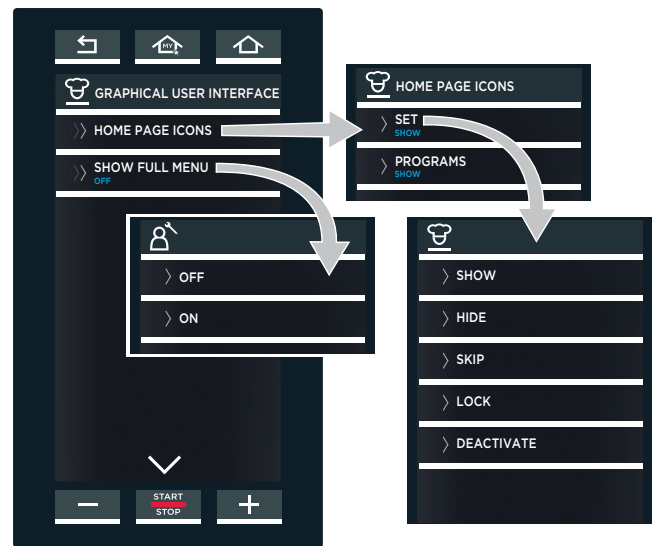 MY
GRAPHICAL USER INTERFACE
HOME PAGE ICONS
SHOW FULL MENU
OFF
START
STOP
HOME PAGE ICONS
SET
SHOW
PROGRAMS
SHOW
OFF
ON
SHOW
HIDE
SKIP
LOCK
DEACTIVATE